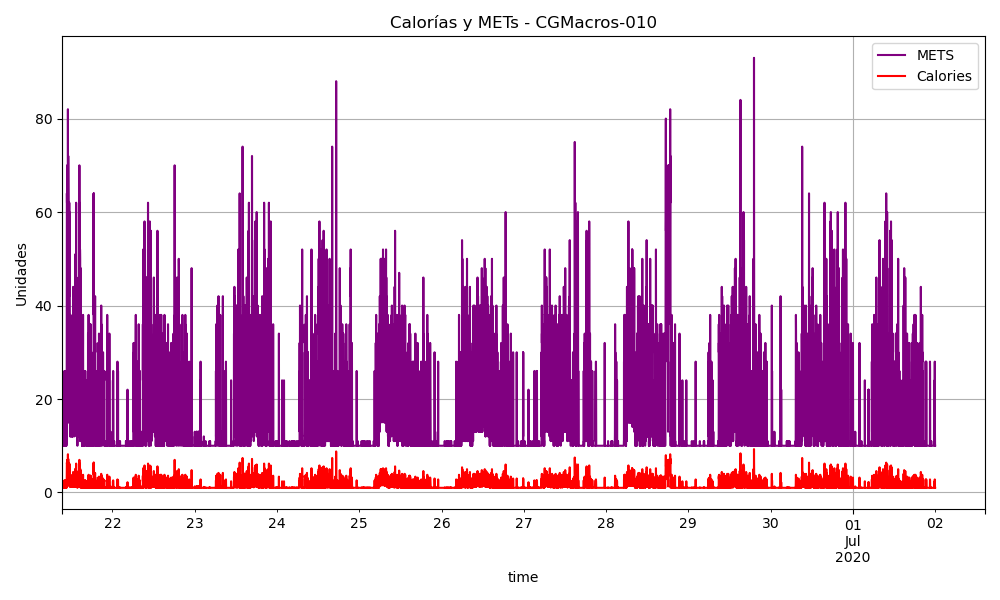 Calorías y METs - CGMacros-010
METS
Calories
Unidades
80
60
40
20
0
22 23 24 25 26 27 28 29 30 01 02
Jul
2020
time